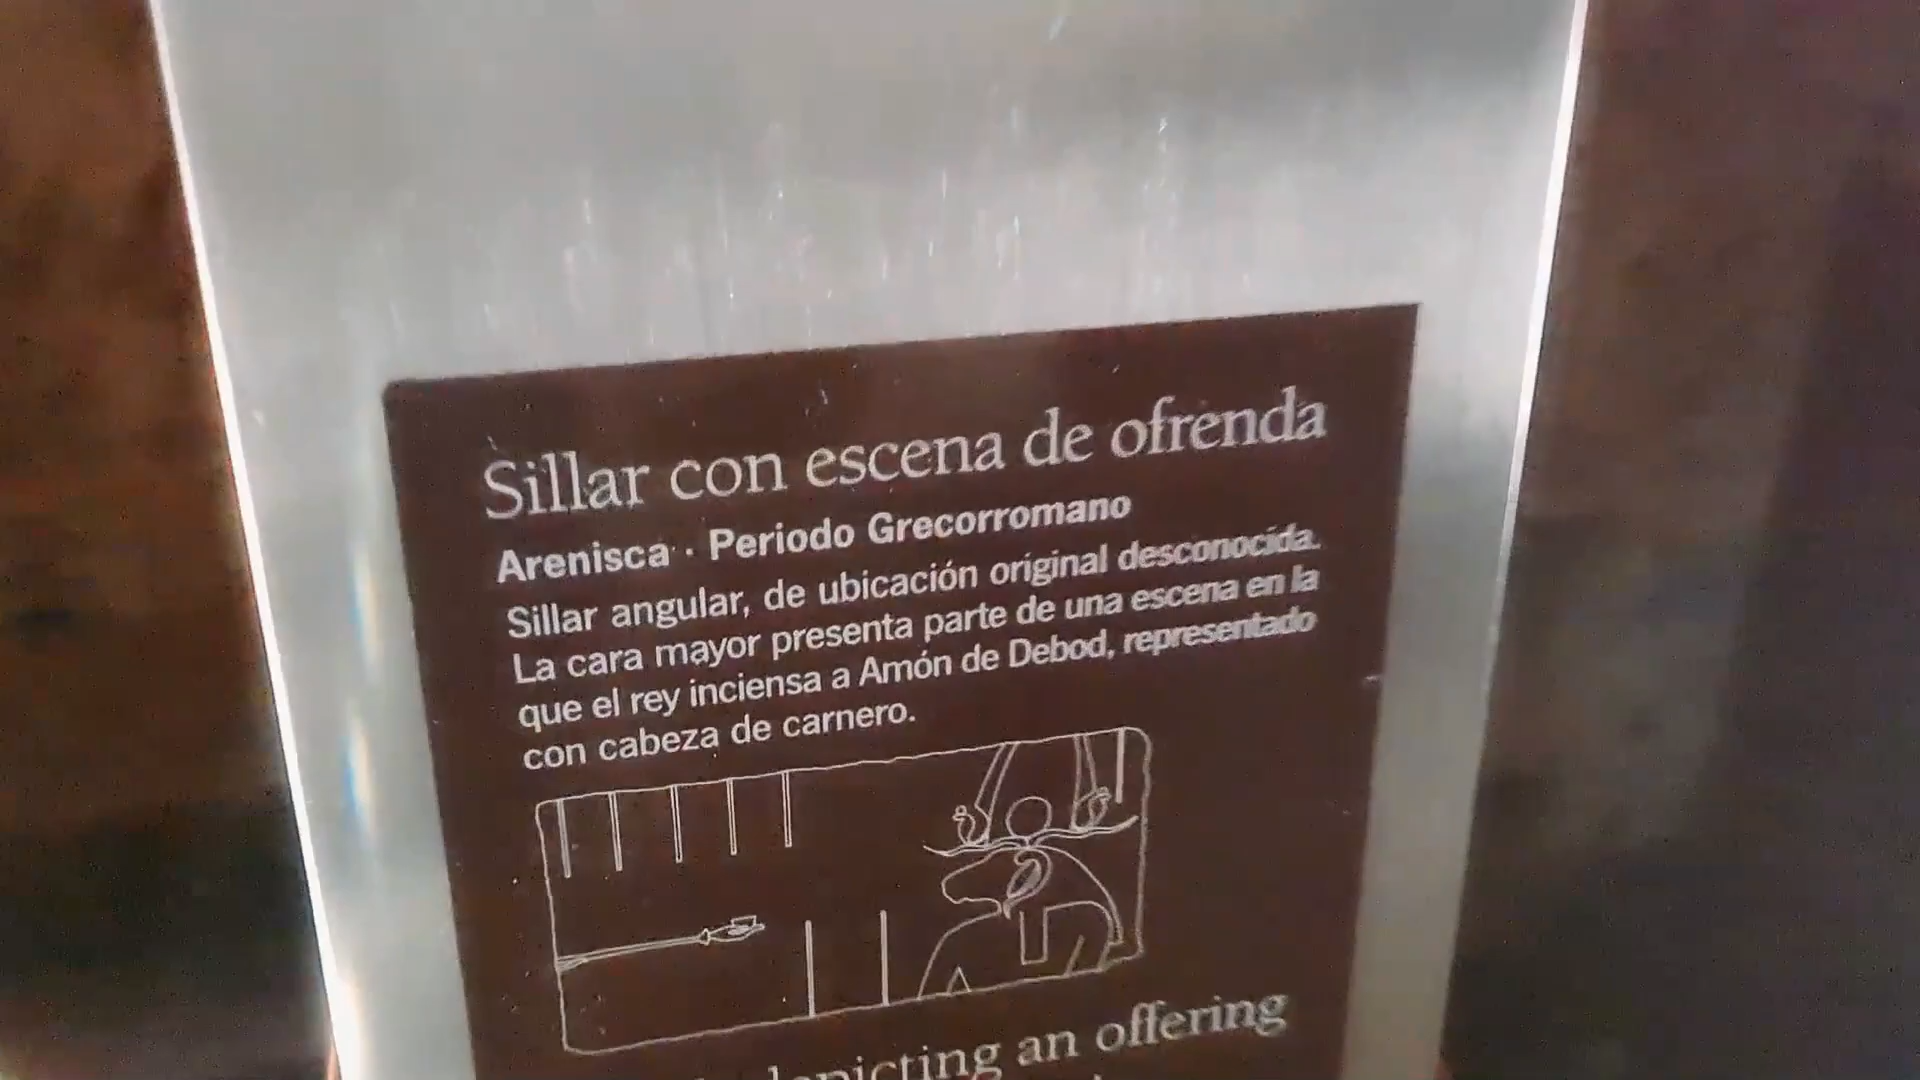 Sillar con escena de ofrenda
Arenisca · Periodo Grecorromano
Sillar angular, de ubicación original desconocida.
La cara mayor presenta parte de una escena en la
que el rey inciensa a Amón de Debod, representado
con cabeza de carnero.
depicting an offering